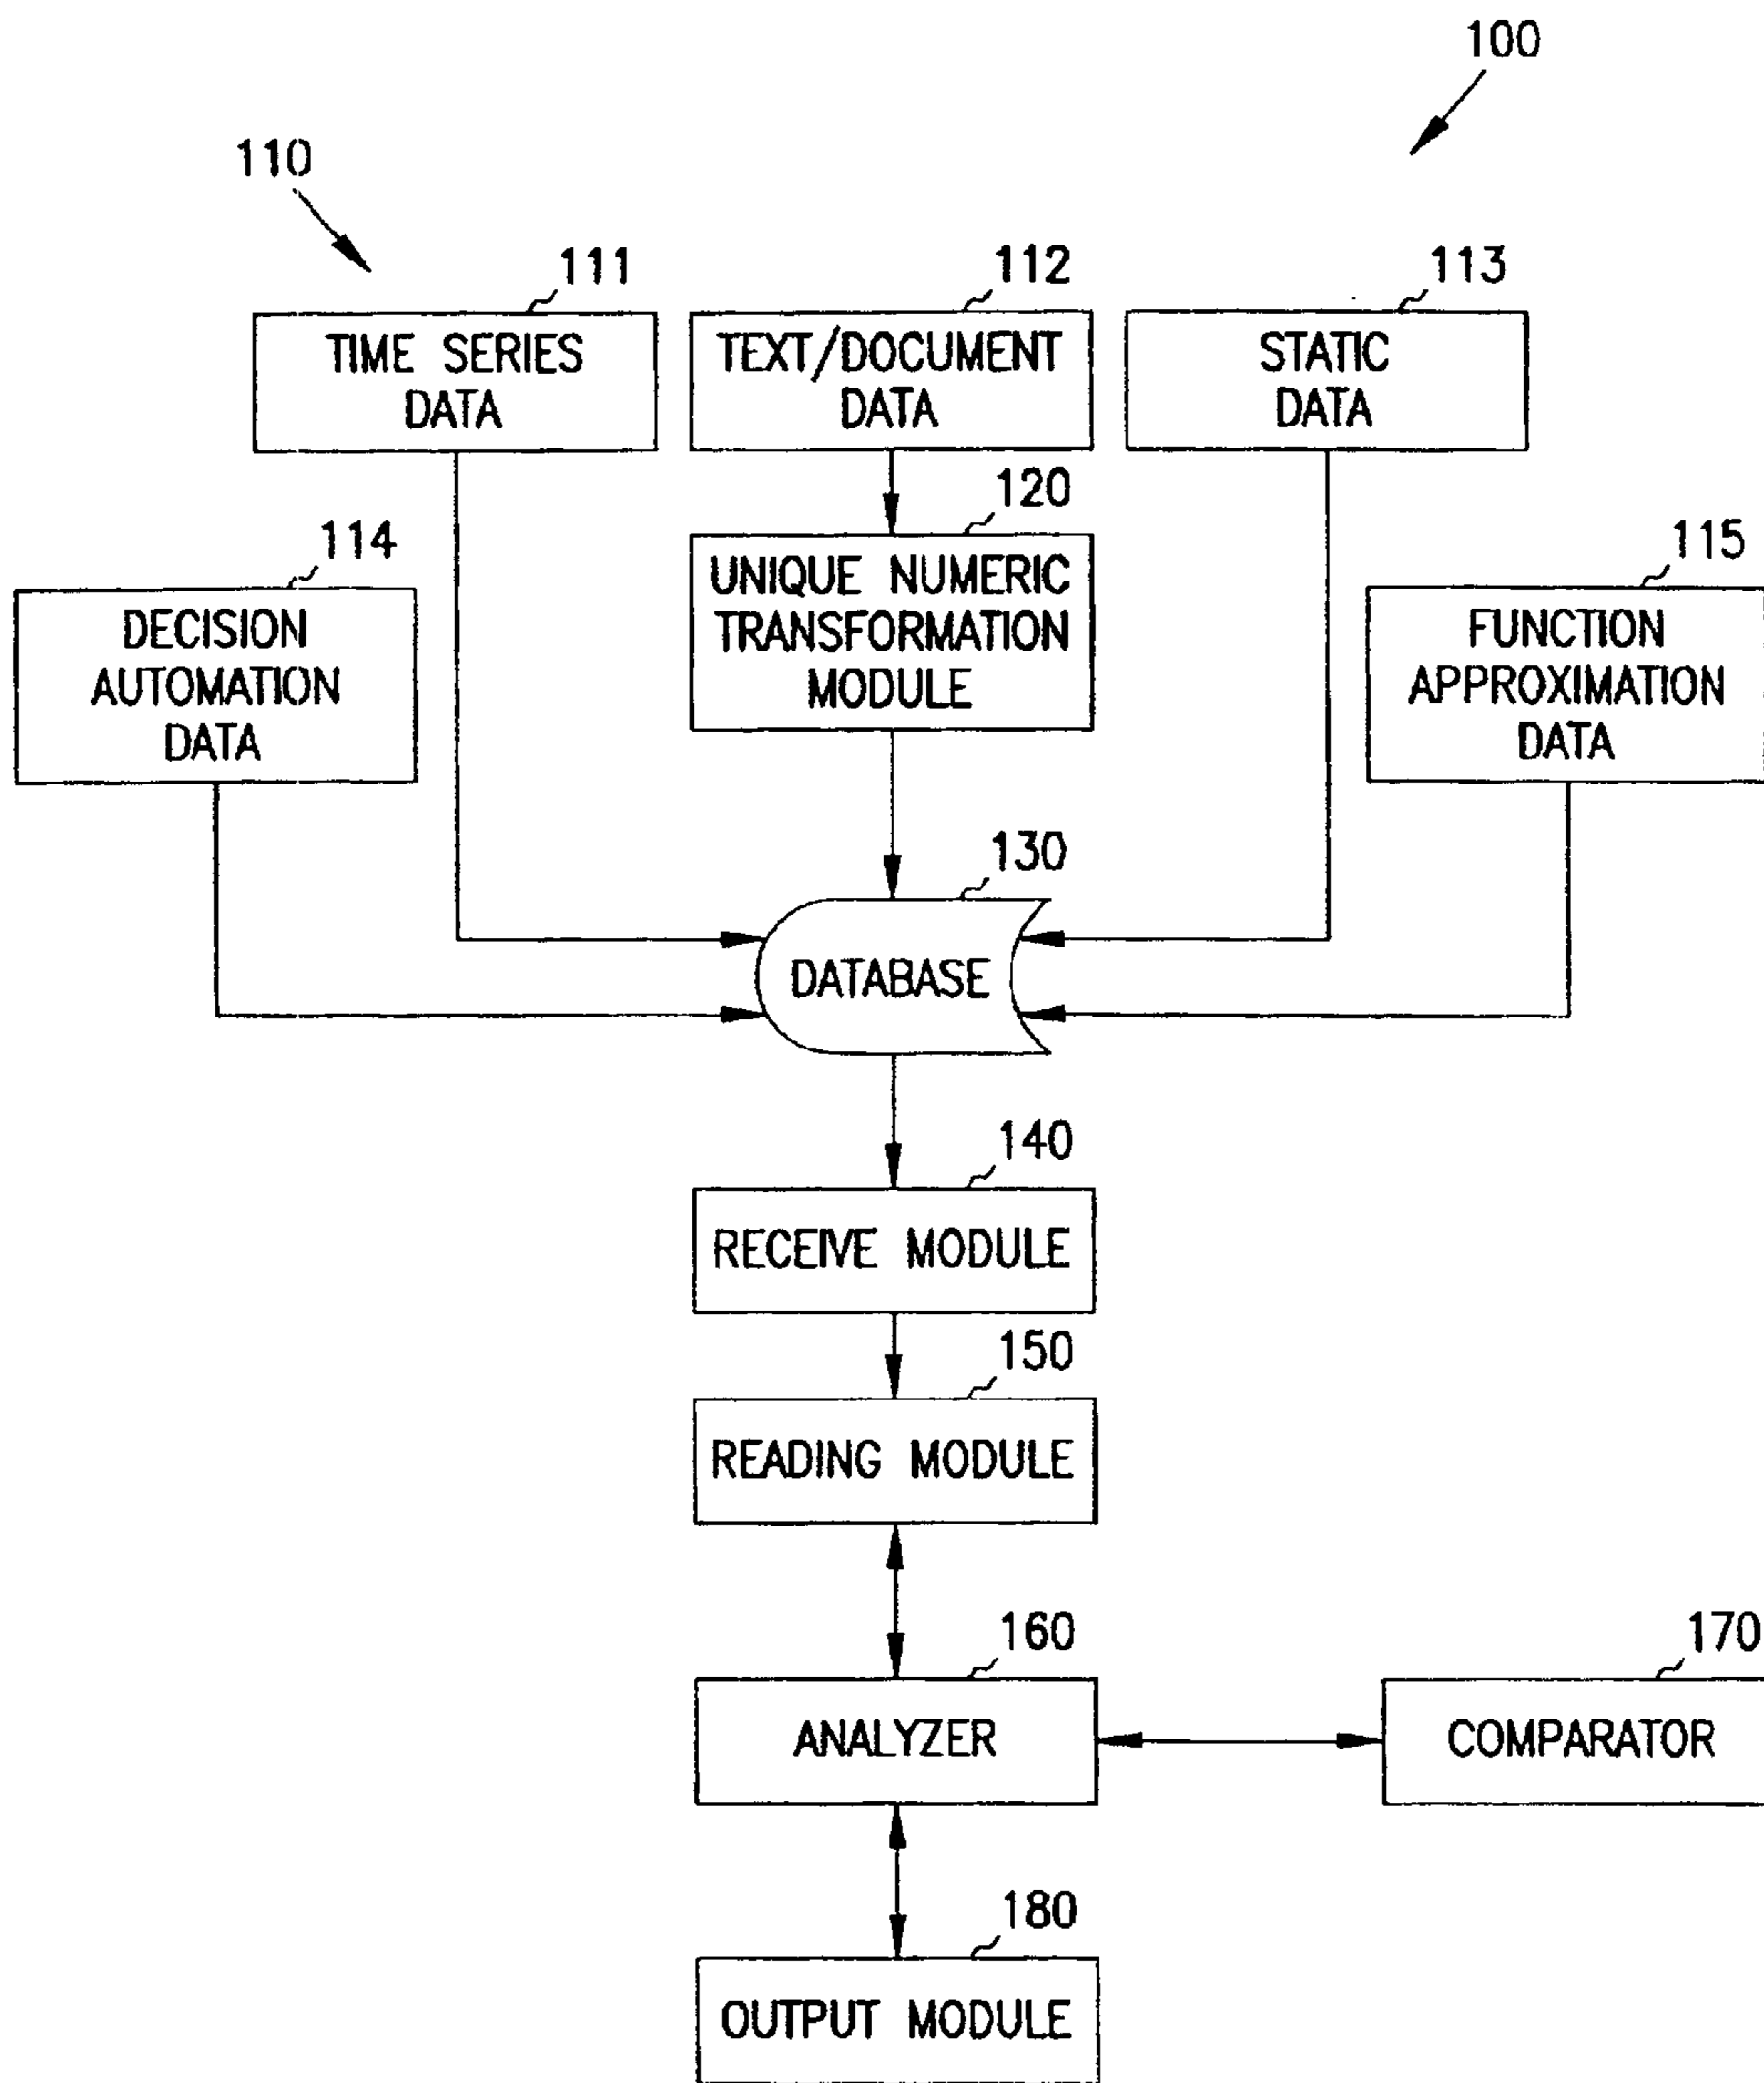 100
110
111
112
113
TIME SERIES
DATA
TEXT/DOCUMENT
DATA
STATIC
DATA
120
114
115
UNIQUE NUMERIC
TRANSFORMATION
MODULE
DECISION
AUTOMATION
DATA
FUNCTION
APPROXIMATION
DATA
130
DATABASE
140
RECEIVE MODULE
150
READING MODULE
160
170
ANALYZER
COMPARATOR
180
OUTPUT MODULE